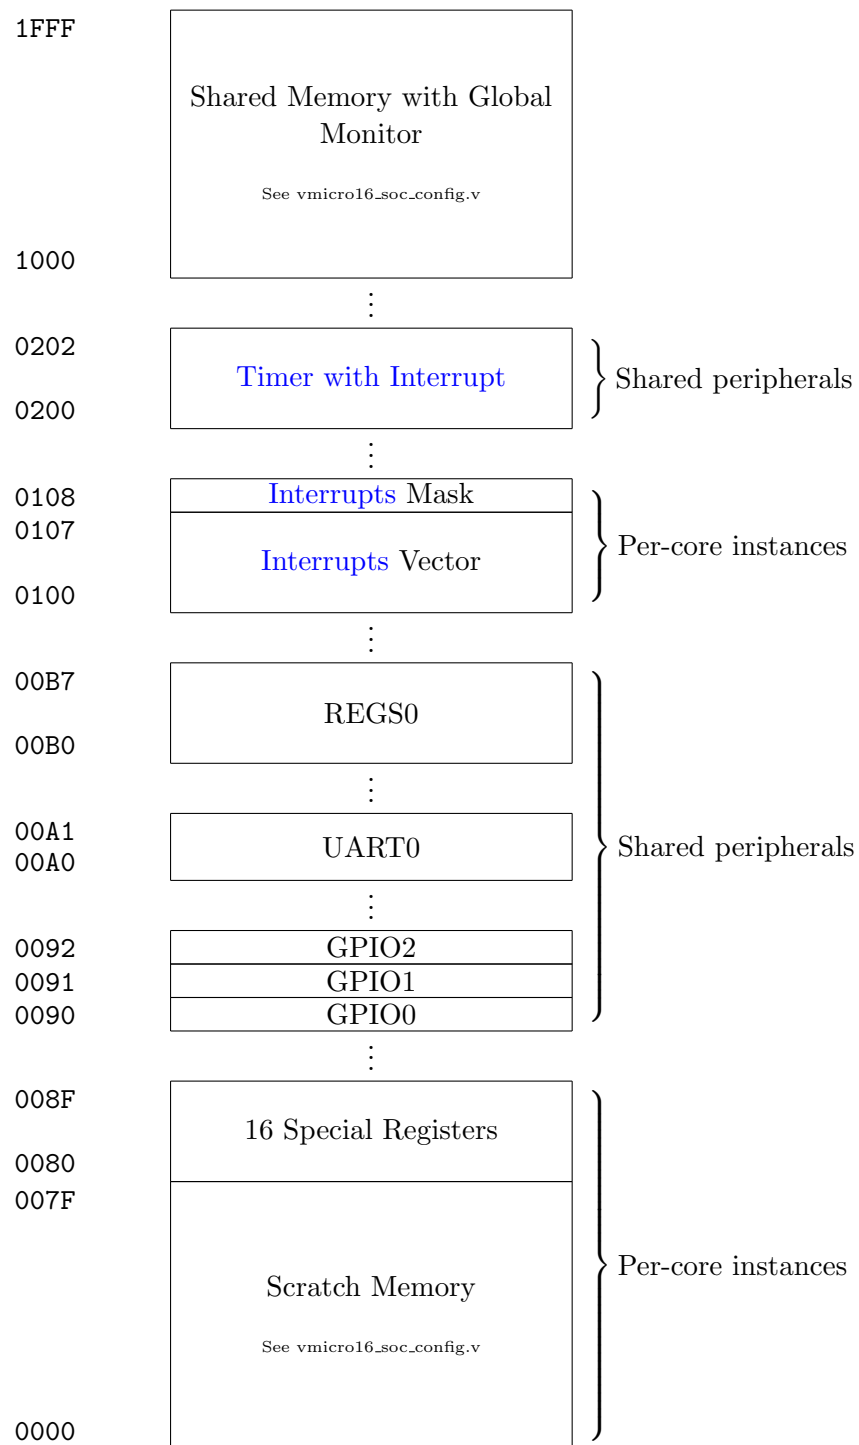 1FFF
Shared Memory with Global
Monitor
See vmicro16_soc_config.v
1000
⋮
0202
Timer with Interrupt
Shared peripherals
0200
⋮
0108
Interrupts Mask
0107
Interrupts Vector
Per-core instances
0100
⋮
00B7
REGS0
00B0
⋮
00A1
UART0
Shared peripherals
00A0
⋮
0092
GPIO2
0091
GPIO1
0090
GPIO0
⋮
008F
16 Special Registers
0080
007F
Per-core instances
Scratch Memory
See vmicro16_soc_config.v
0000